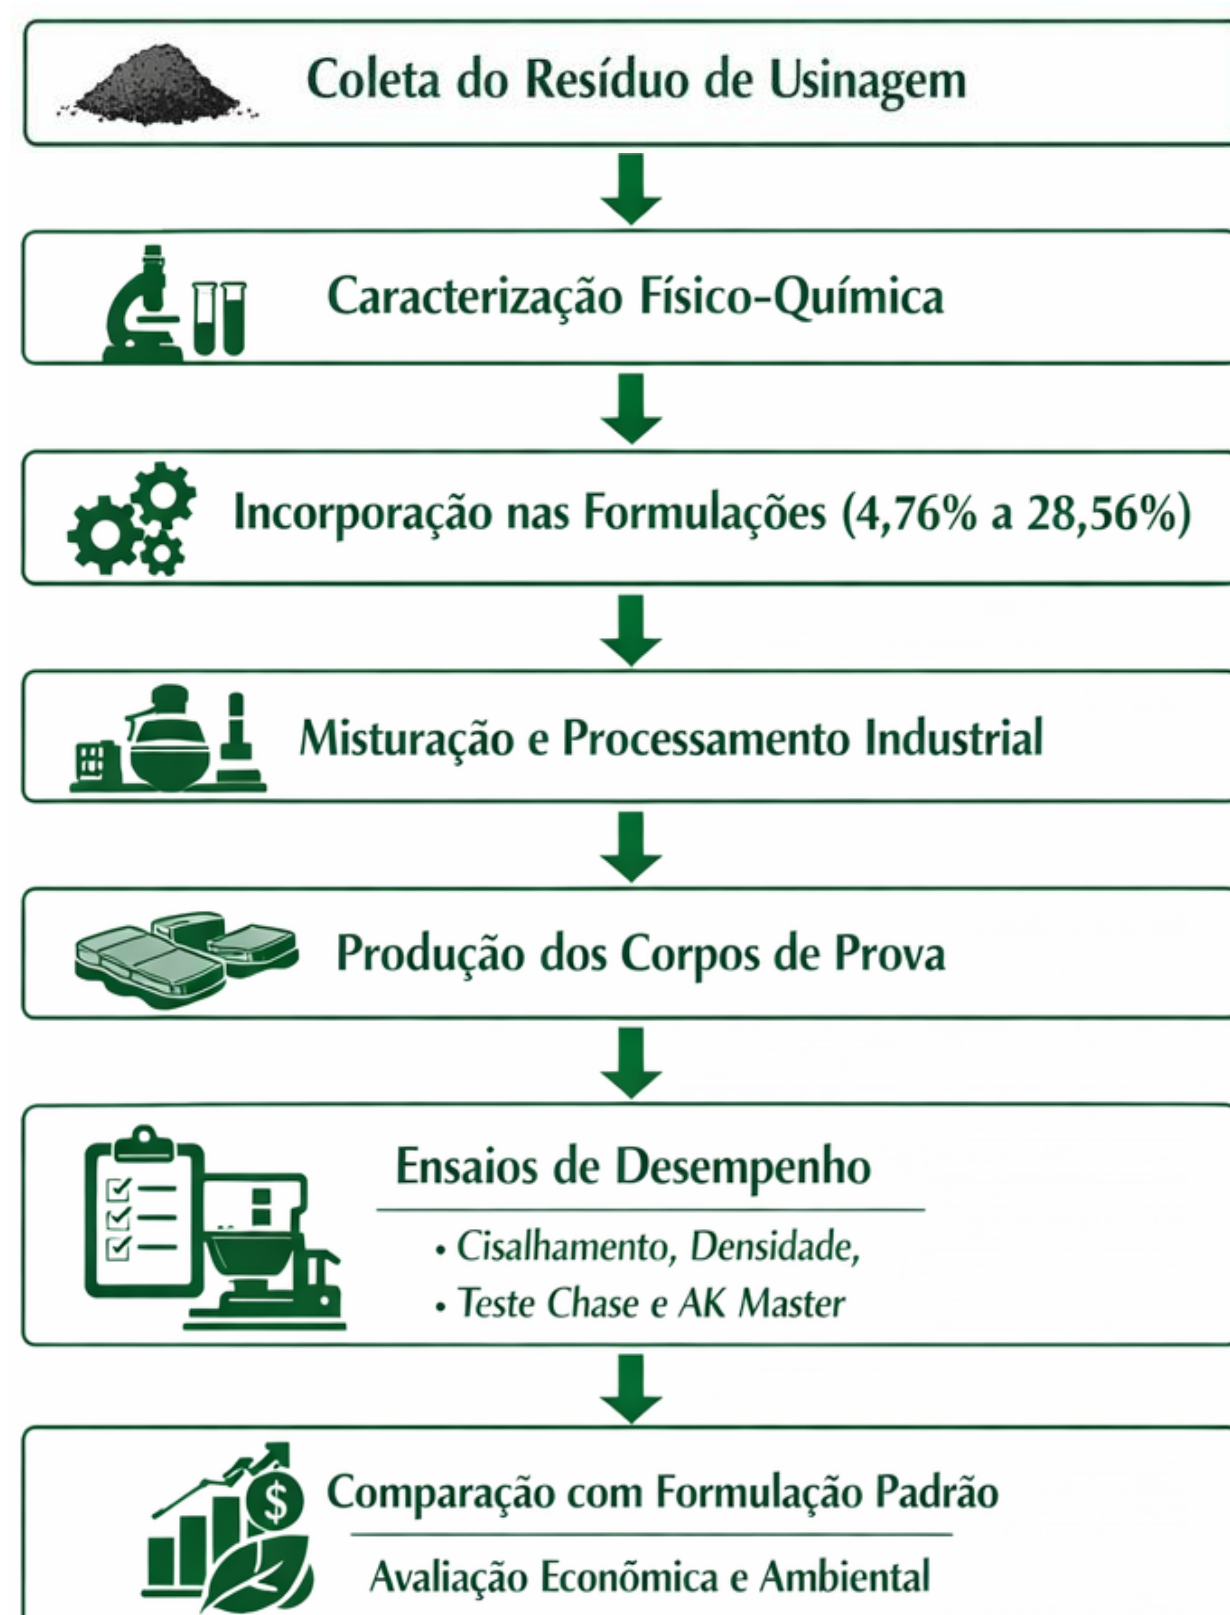 Coleta do Resíduo de Usinagem
Caracterização Físico-Química
Incorporação nas Formulações (4,76% a 28,56%)
Misturação e Processamento Industrial
Produção dos Corpos de Prova
Ensaios de Desempenho
• Cisalhamento, Densidade,
• Teste Chase e AK Master
$
Comparação com Formulação Padrão
Avaliação Econômica e Ambiental